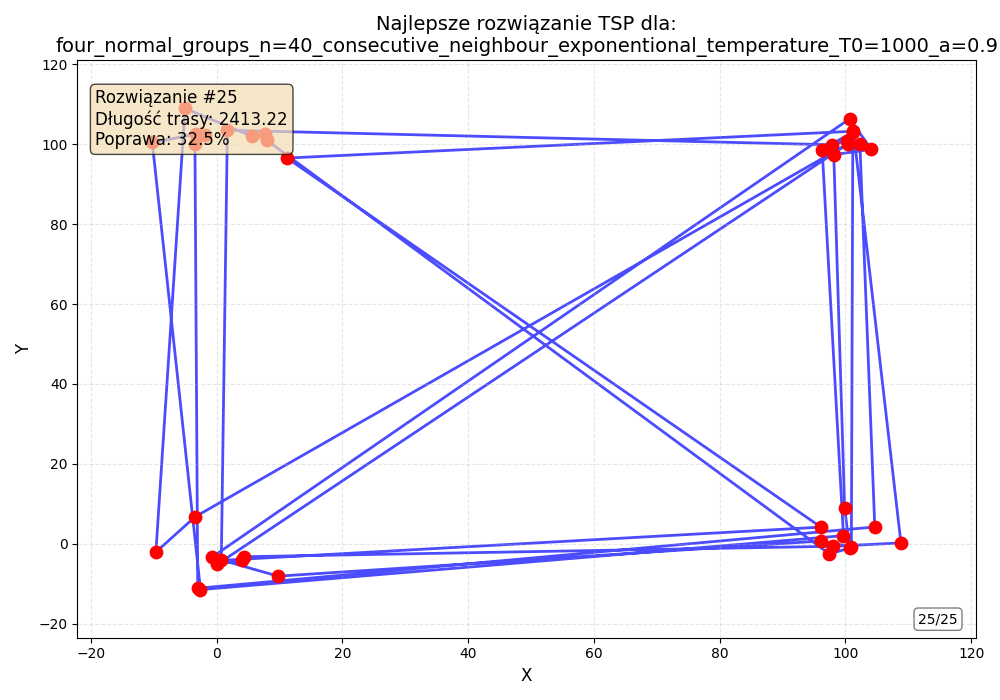 Najlepsze rozwiązanie TSP dla:
four_normal_groups_n=40_consecutive_neighbour_exponentional_temperature_T0=1000_a=0.9
Rozwiązanie #25
Długość trasy: 2413.22
Poprawa: 32.5%
120
100
80
60
40
20
0
−20
Y
25/25
−20
0
20
40
60
80
100
120
X